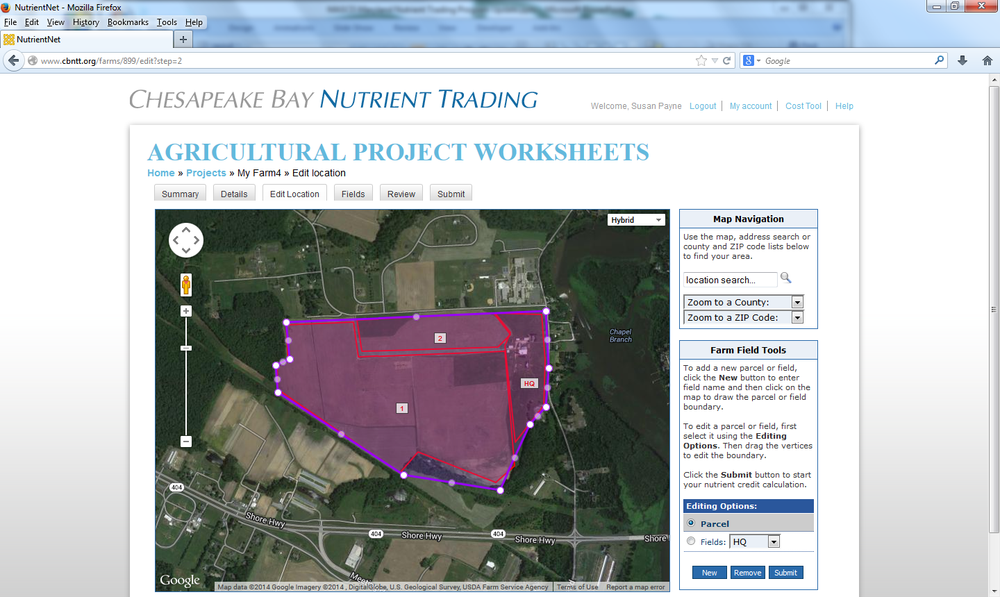 NutrientNet - Mozilla Firefox
File Edit View History Bookmarks Tools Help
NutrientNet
www.cbntt.org/farms/899/edit?step=2
Google
CHESAPEAKE BAY NUTRIENT TRADING
Welcome, Susan Payne Logout My account Cost Tool Help
AGRICULTURAL PROJECT WORKSHEETS
Home » Projects » My Farm4 » Edit location
Summary Details Edit Location Fields Review Submit
Hybrid
Chapel
Branch
2
HQ
1
404
Shore Hwy
404
Shore Hwy
404
Shore Hwy
Shore H
Google
Map data ©2014 Google Imagery ©2014 , DigitalGlobe, U.S. Geological Survey, USDA Farm Service Agency Terms of Use Report a map error
Map Navigation
Use the map, address search or
county and ZIP code lists below
to find your area.
location search...
Zoom to a County:
Zoom to a ZIP Code:
Farm Field Tools
To add a new parcel or field,
click the New button to enter
field name and then click on the
map to draw the parcel or field
boundary.
To edit a parcel or field, first
select it using the Editing
Options. Then drag the vertices
to edit the boundary.
Click the Submit button to start
your nutrient credit calculation.
Editing Options:
Parcel
Fields: HQ
New Remove Submit